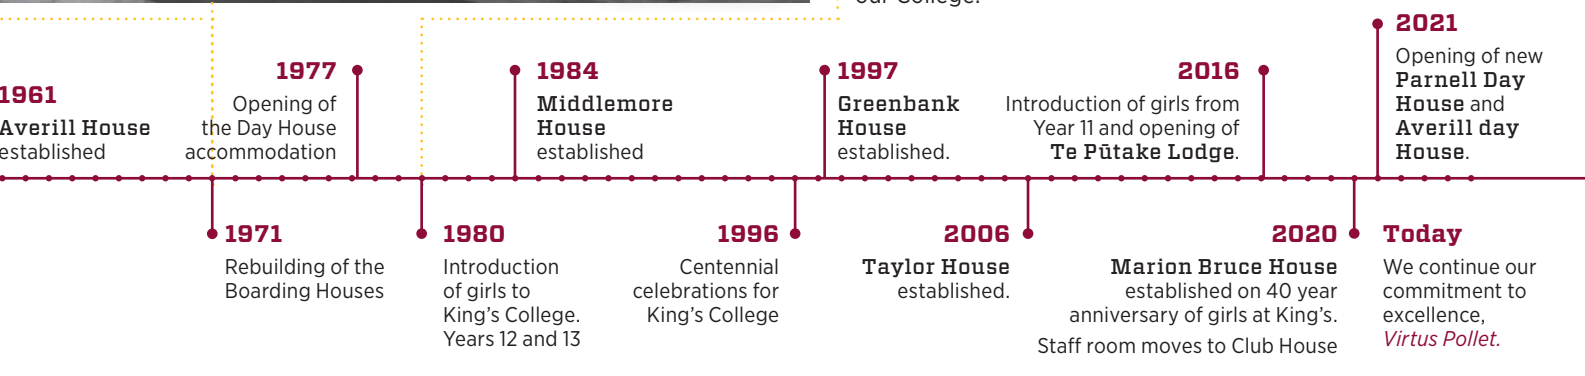 our College.
1961
Averill House
established
1977
Opening of
the Day House
accommodation
1984
Middlemore
House
established
1997
Greenbank
House
established.
2016
Introduction of girls from
Year 11 and opening of
Te Pūtake Lodge.
2021
Opening of new
Parnell Day
House and
Averill day
House.
1971
Rebuilding of the
Boarding Houses
1980
Introduction
of girls to
King's College.
Years 12 and 13
1996
Centennial
celebrations for
King's College
2006
Taylor House
established.
2020
Marion Bruce House
established on 40 year
anniversary of girls at King's.
Staff room moves to Club House
Today
We continue our
commitment to
excellence,
Virtus Pollet.